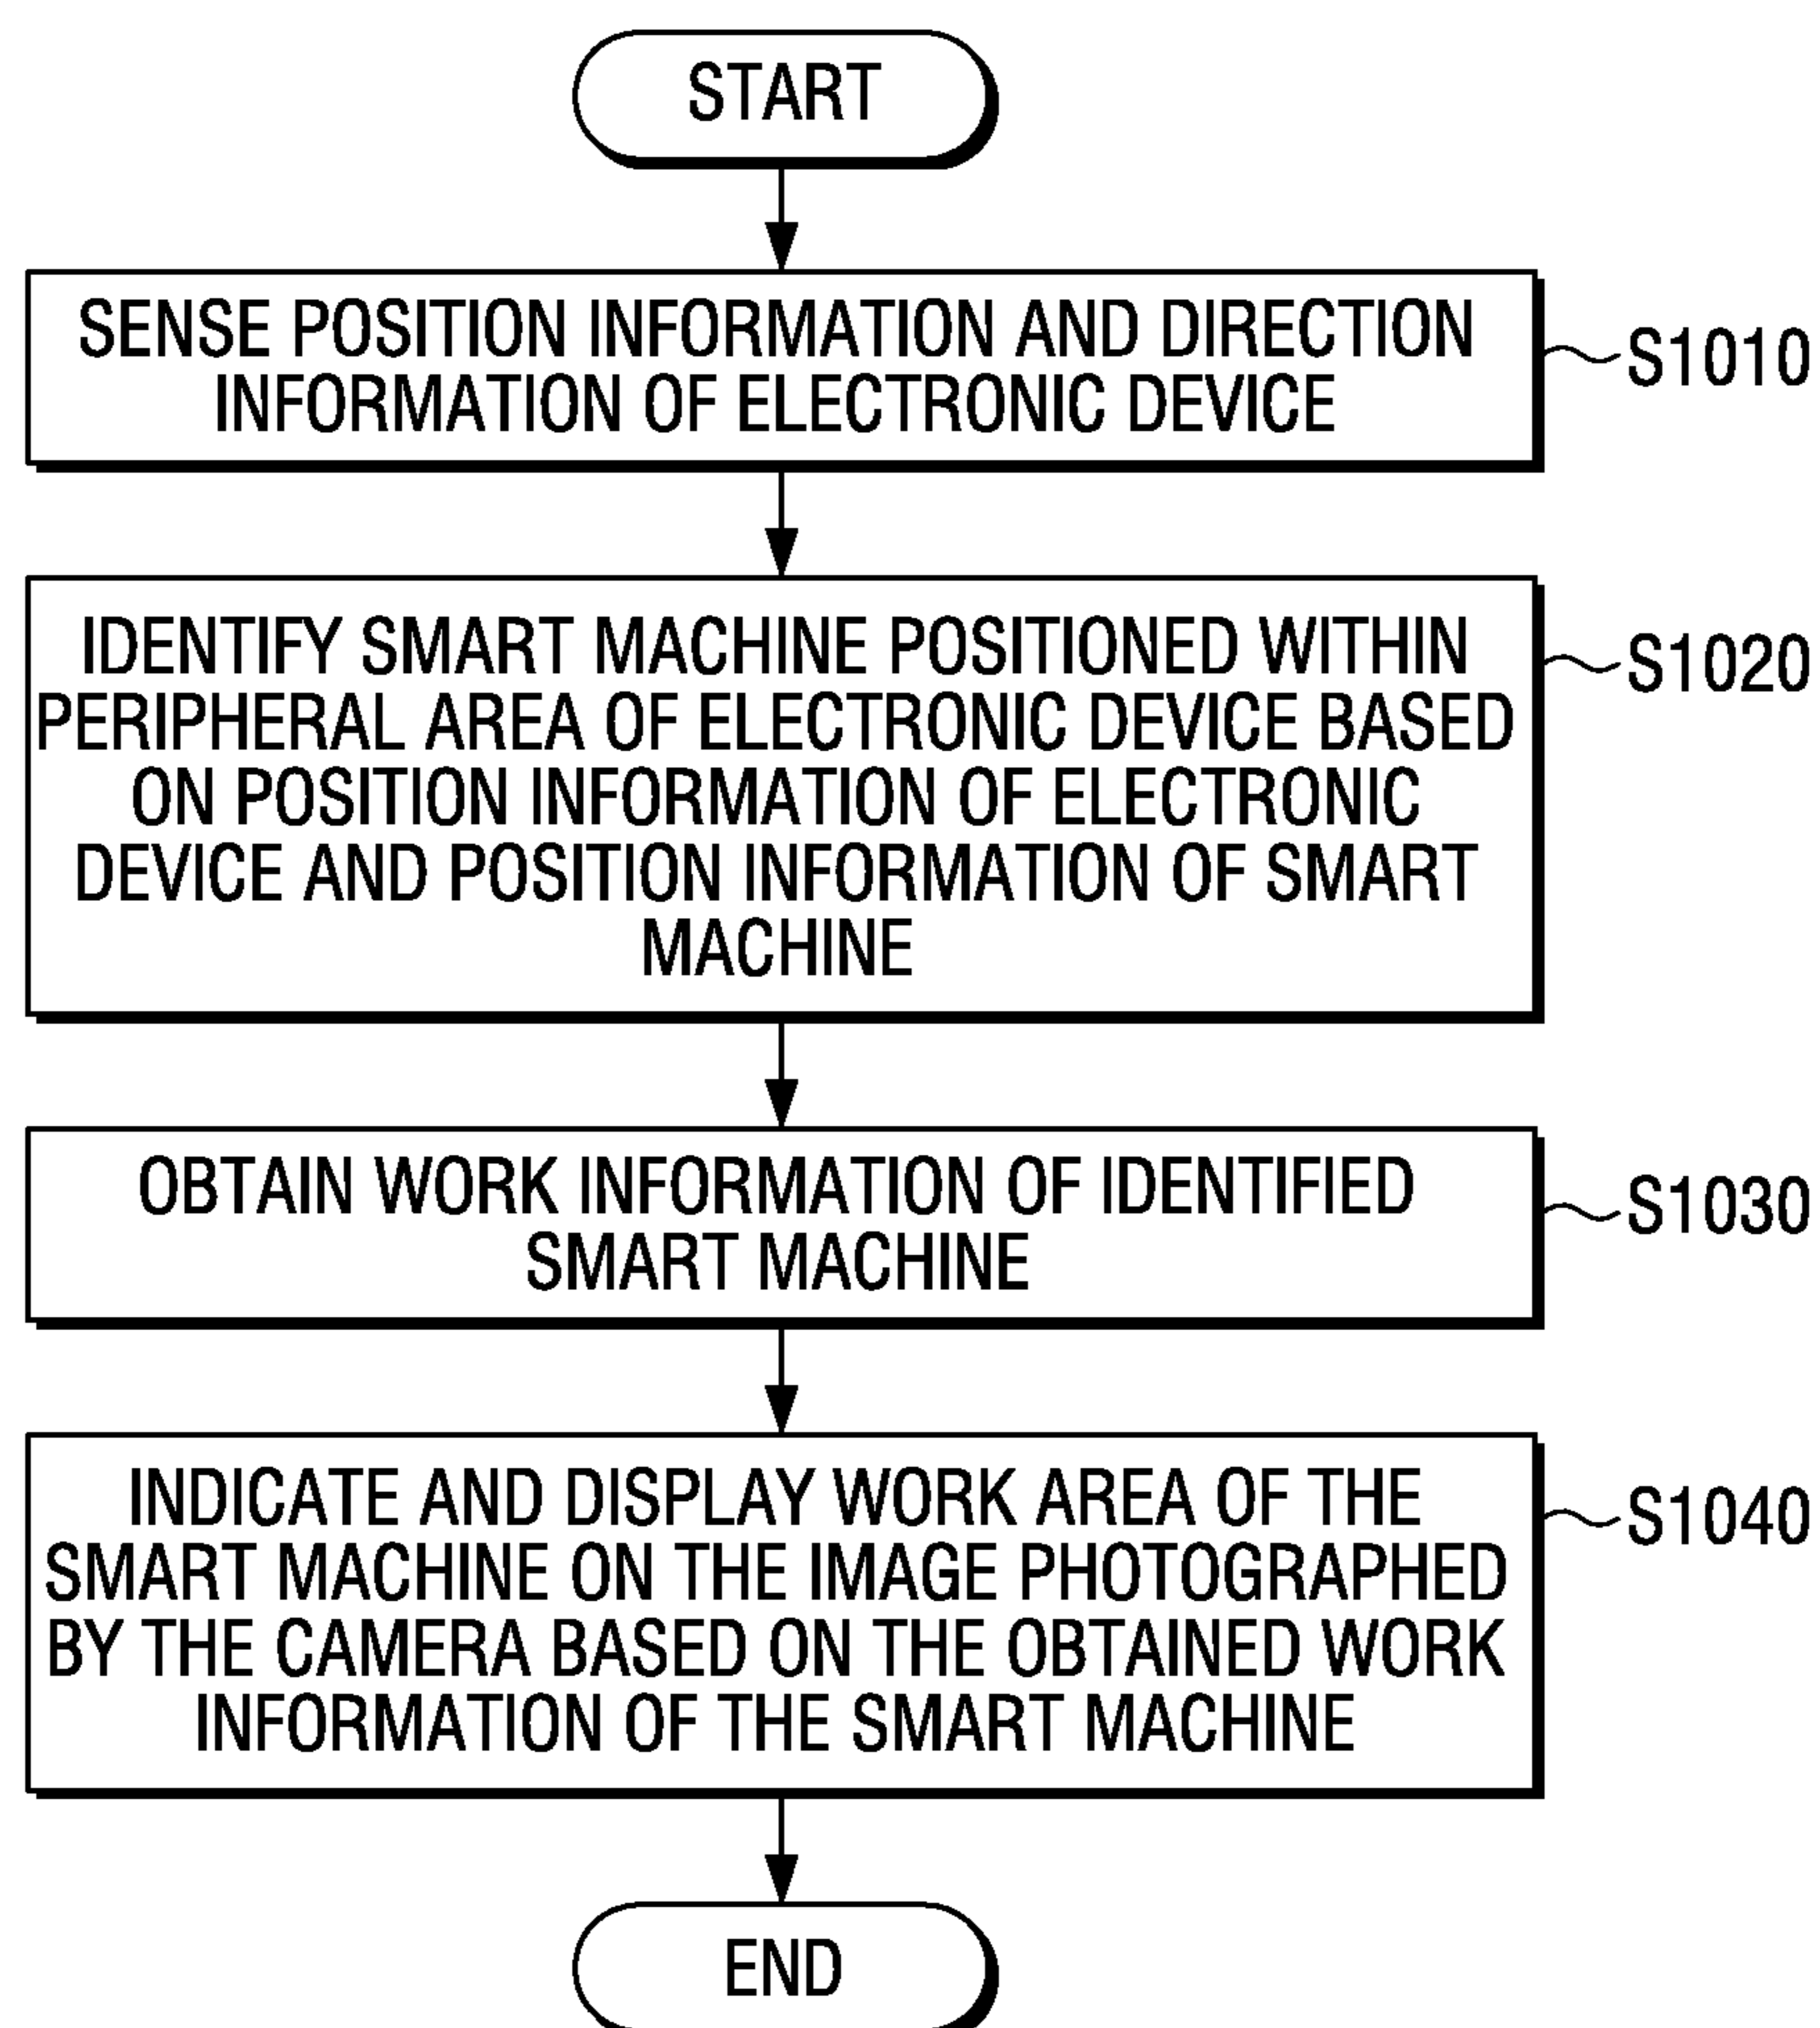 START
SENSE POSITION INFORMATION AND DIRECTION
INFORMATION OF ELECTRONIC DEVICE
S1010
IDENTIFY SMART MACHINE POSITIONED WITHIN
PERIPHERAL AREA OF ELECTRONIC DEVICE BASED
ON POSITION INFORMATION OF ELECTRONIC
DEVICE AND POSITION INFORMATION OF SMART
MACHINE
S1020
OBTAIN WORK INFORMATION OF IDENTIFIED
SMART MACHINE
S1030
INDICATE AND DISPLAY WORK AREA OF THE
SMART MACHINE ON THE IMAGE PHOTOGRAPHED
BY THE CAMERA BASED ON THE OBTAINED WORK
INFORMATION OF THE SMART MACHINE
S1040
END